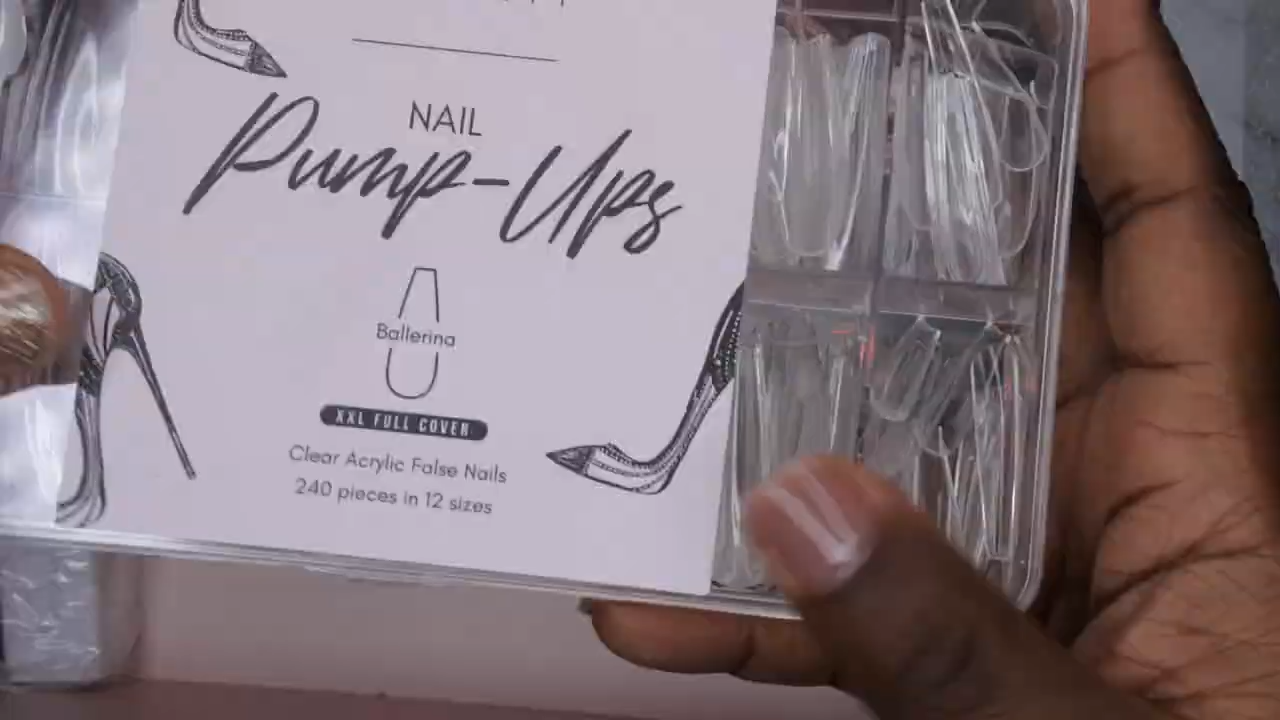 NAIL
Pump-Ups
Ballerina
XXL FULL COVER
Clear Acrylic False Nails
240 pieces in 12 sizes